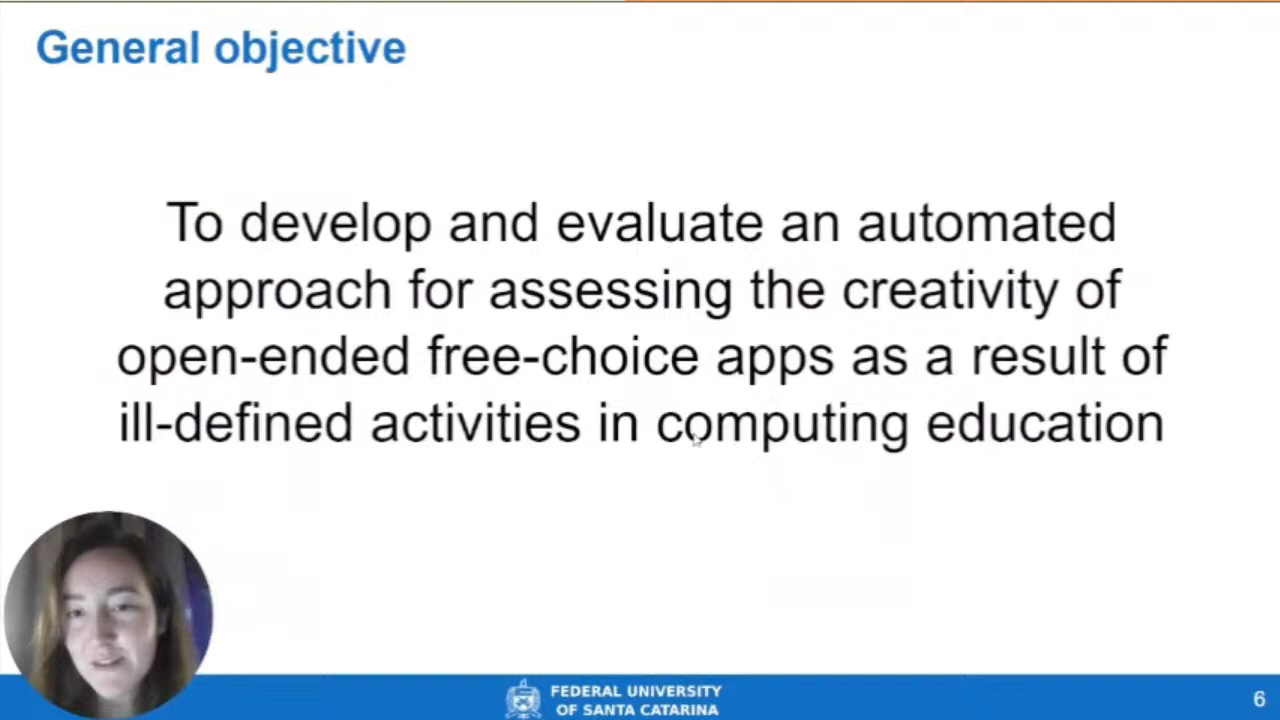 General objective
To develop and evaluate an automated
approach for assessing the creativity of
open-ended free-choice apps as a result of
ill-defined activities in computing education
FEDERAL UNIVERSITY
OF SANTA CATARINA
6